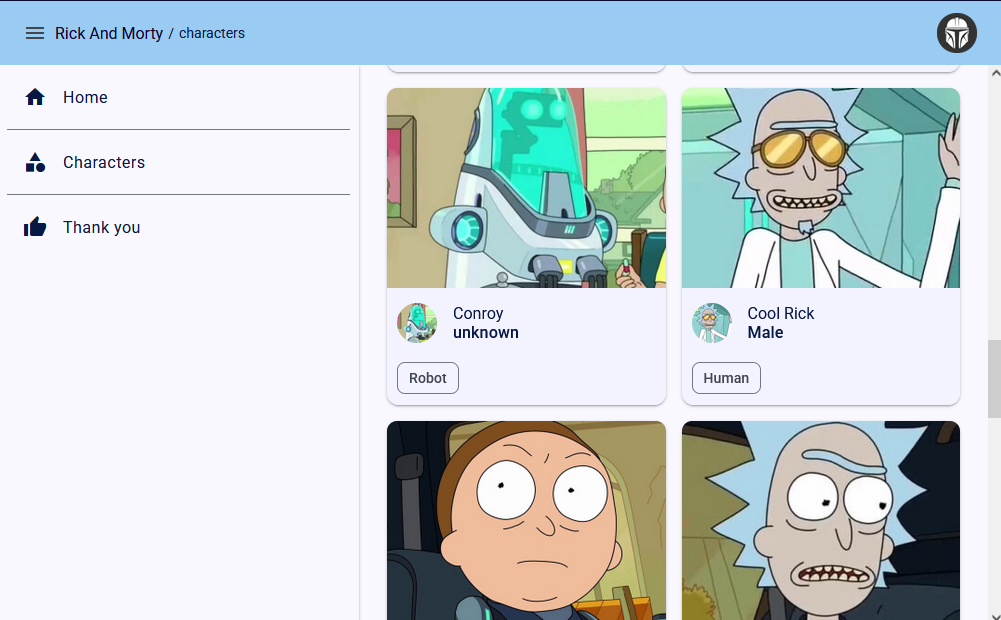 Rick And Morty / characters
Home
Characters
Thank you
Conroy
unknown
Robot
Cool Rick
Male
Human